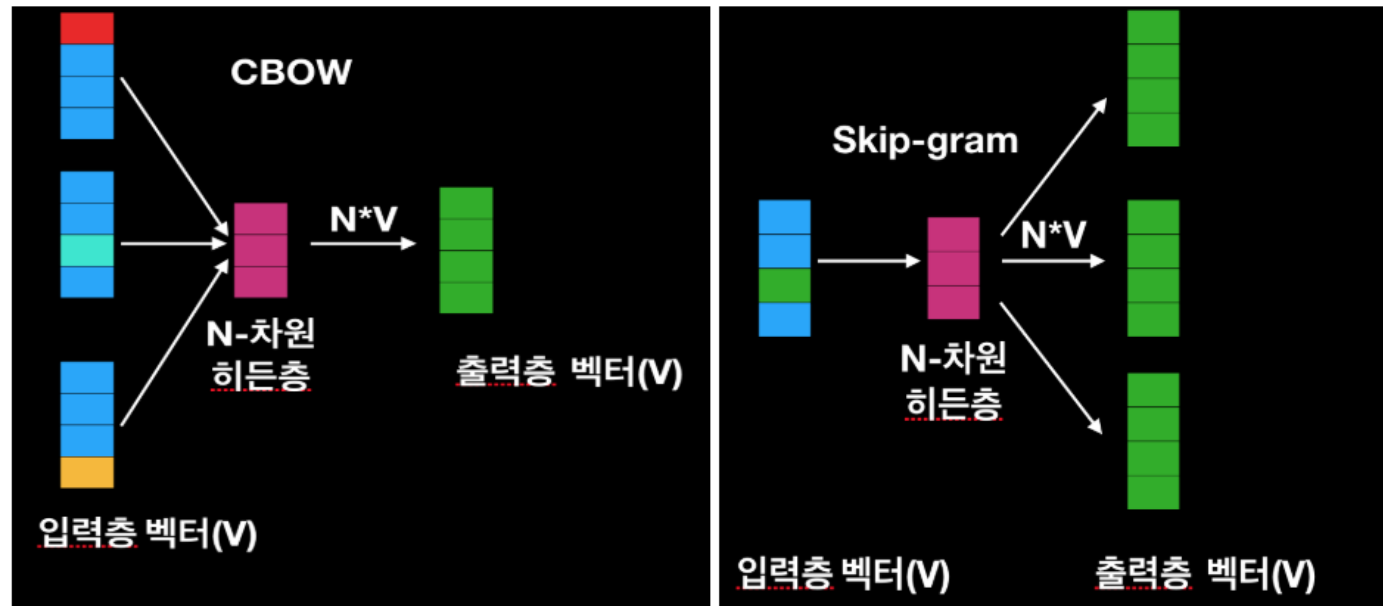 CBOW
N*V
N-차원
히든층
출력층 벡터(V)
입력층 벡터(V)
Skip-gram
N*V
N-차원
히든층
입력층 벡터(V)
출력층 벡터(V)